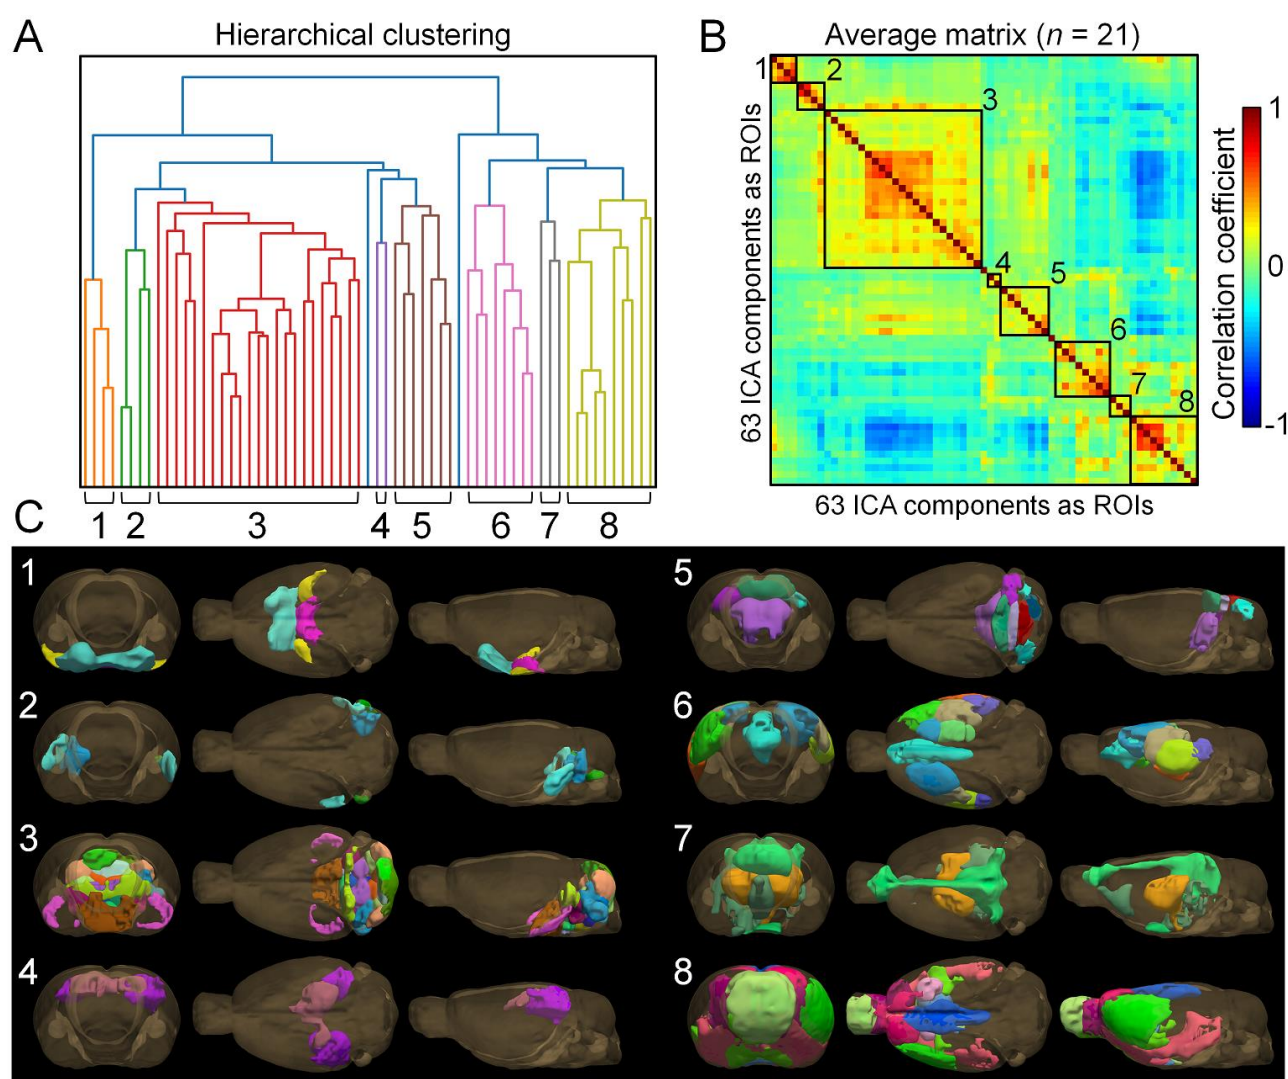 A
Hierarchical clustering
1 2 3 4 5 6 7 8
B
Average matrix (n = 21)
1
2
3
4
5
6
7
8
63 ICA components as ROIs
63 ICA components as ROIs
1
0
-1
Correlation coefficient
C
1
2
3
4
5
6
7
8